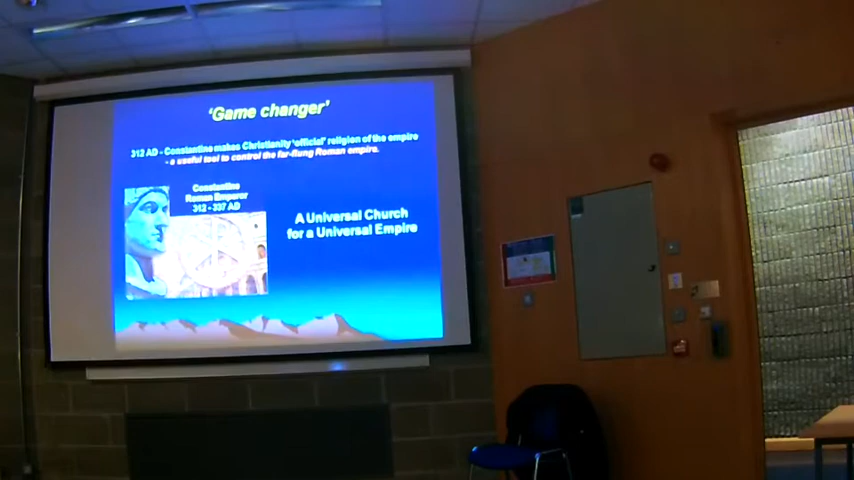 'Game changer'
312 AD - Constantine makes Christianity 'official' religion of the empire
- a useful tool to control the far-flung Roman empire.
Constantine
Roman Emperor
312 - 337 AD
A Universal Church
for a Universal Empire